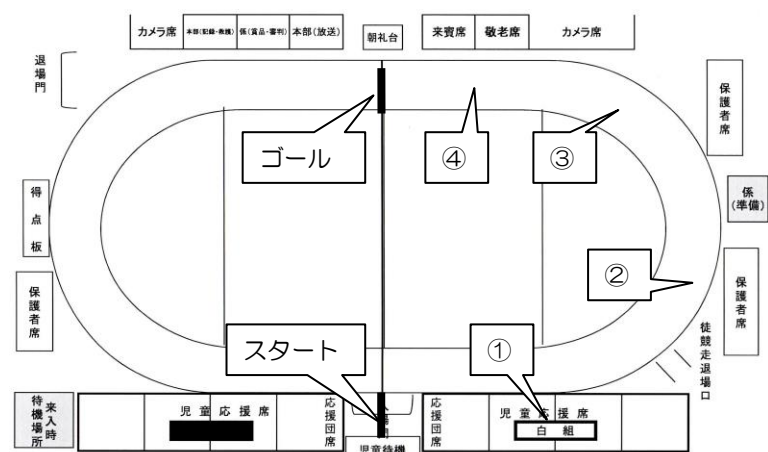 カメラ席
本部(記録・救護)
係(賞品・審判)
本部(放送)
朝礼台
来賓席
敬老席
カメラ席
退場門
保護者席
ゴール
④
③
得点板
係
(準備)
②
保護者席
保護者席
スタート
①
徒競走退場口
来入時
待機場所
児童応援席
応援団席
児童待機
応援団席
児童応援席
白組